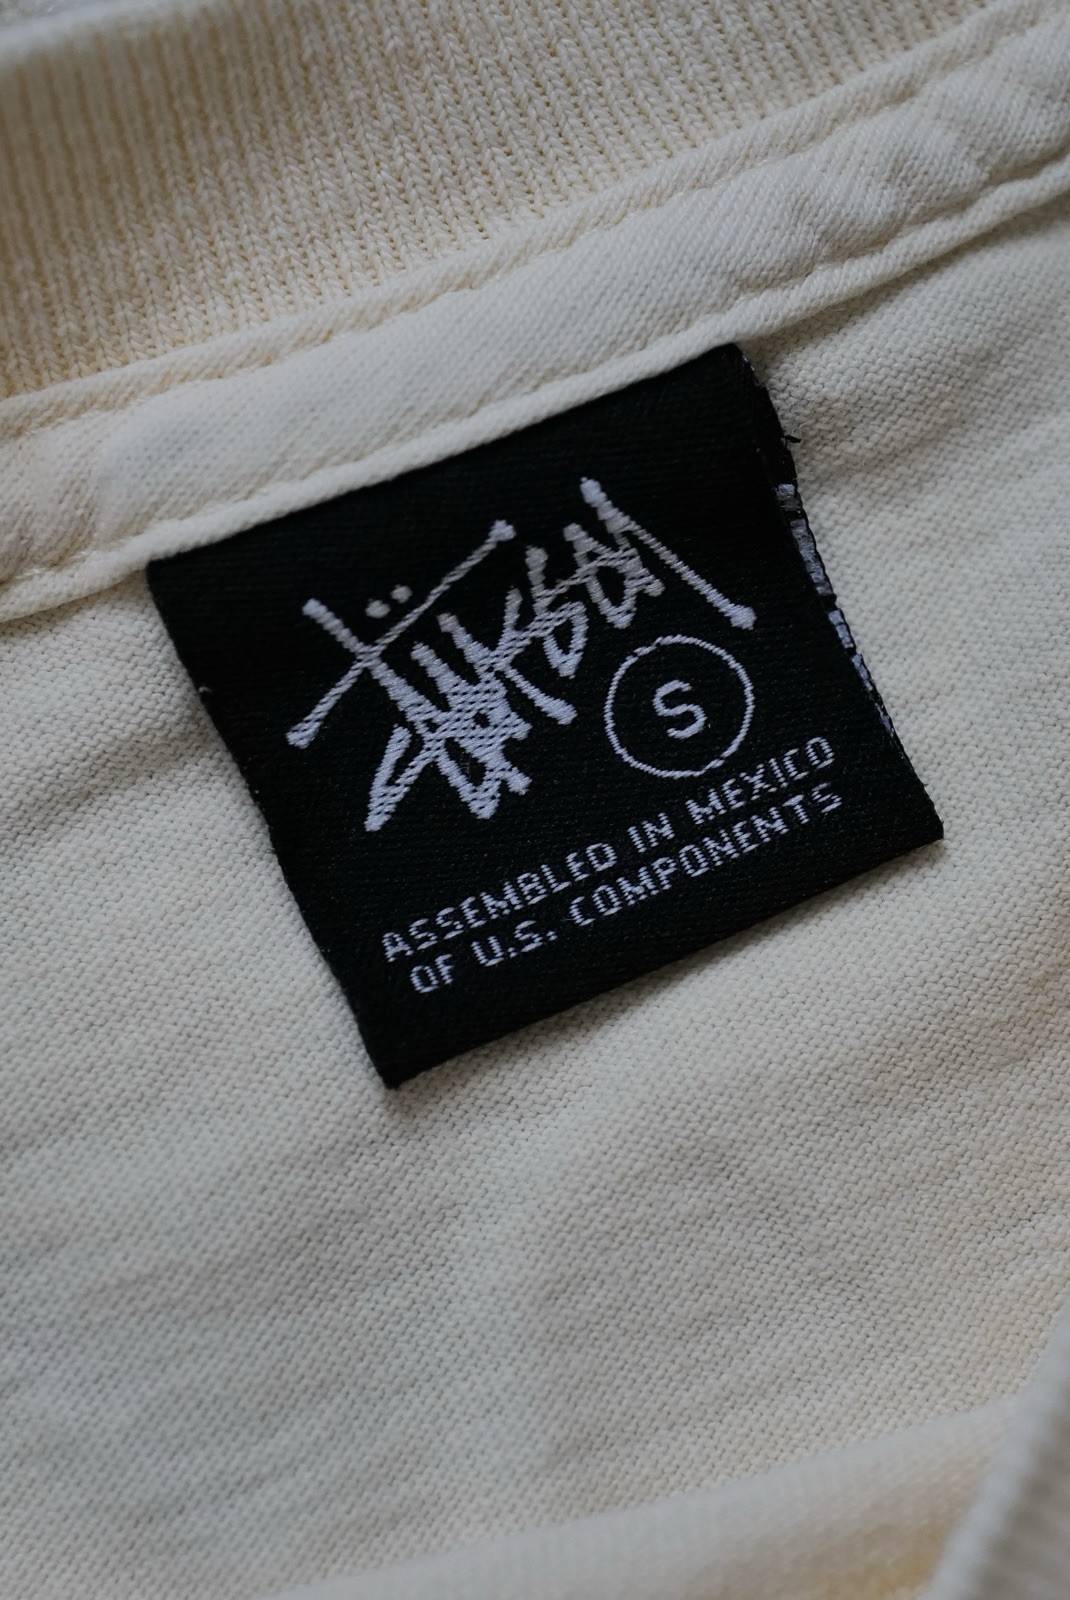 Stüssy
S
ASSEMBLED IN MEXICO
OF U.S. COMPONENTS